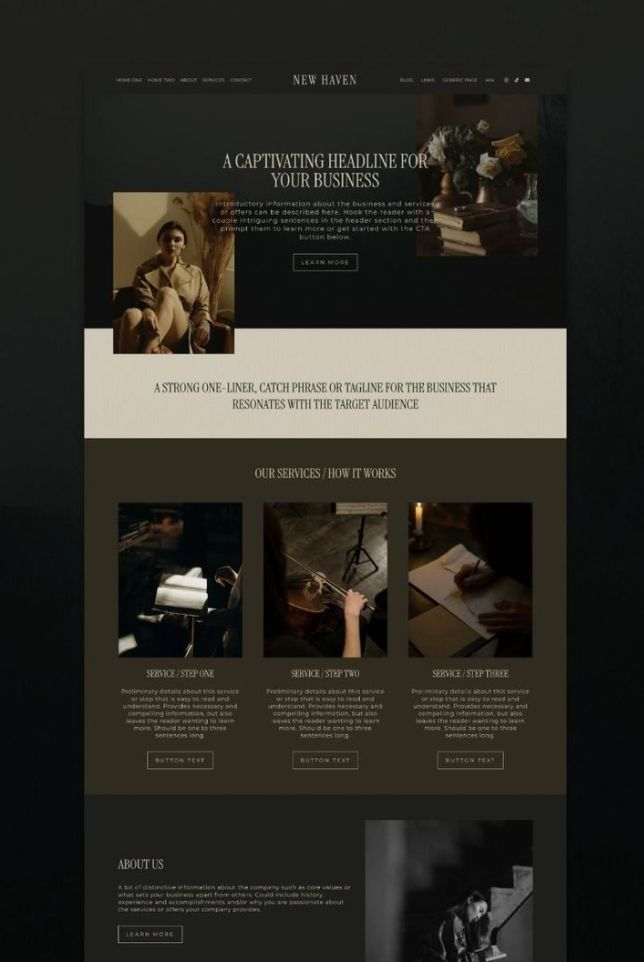 HOME ONE HOME TWO ABOUT SERVICES CONTACT
NEW HAVEN
BLOG LINKS GENERIC PAGE 404
A CAPTIVATING HEADLINE FOR
YOUR BUSINESS
Introductory information about the business and services
or offers can be described here. Hook the reader with a
couple intriguing sentences in the header section and then
prompt them to learn more or get started with the CTA
button below.
LEARN MORE
A STRONG ONE-LINER, CATCH PHRASE OR TAGLINE FOR THE BUSINESS THAT
RESONATES WITH THE TARGET AUDIENCE
OUR SERVICES / HOW IT WORKS
SERVICE / STEP ONE
Preliminary details about this service
or step that is easy to read and
understand. Provides necessary and
compelling information, but also
leaves the reader wanting to learn
more. Should be one to three
sentences long.
BUTTON TEXT
SERVICE / STEP TWO
Preliminary details about this service
or step that is easy to read and
understand. Provides necessary and
compelling information, but also
leaves the reader wanting to learn
more. Should be one to three
sentences long.
BUTTON TEXT
SERVICE / STEP THREE
Preliminary details about this service
or step that is easy to read and
understand. Provides necessary and
compelling information, but also
leaves the reader wanting to learn
more. Should be one to three
sentences long.
BUTTON TEXT
ABOUT US
A bit of distinctive information about the company such as core values or
what sets your business apart from others. Could include history,
experience and accomplishments and/or why you are passionate about
the services or offers your company provides.
LEARN MORE